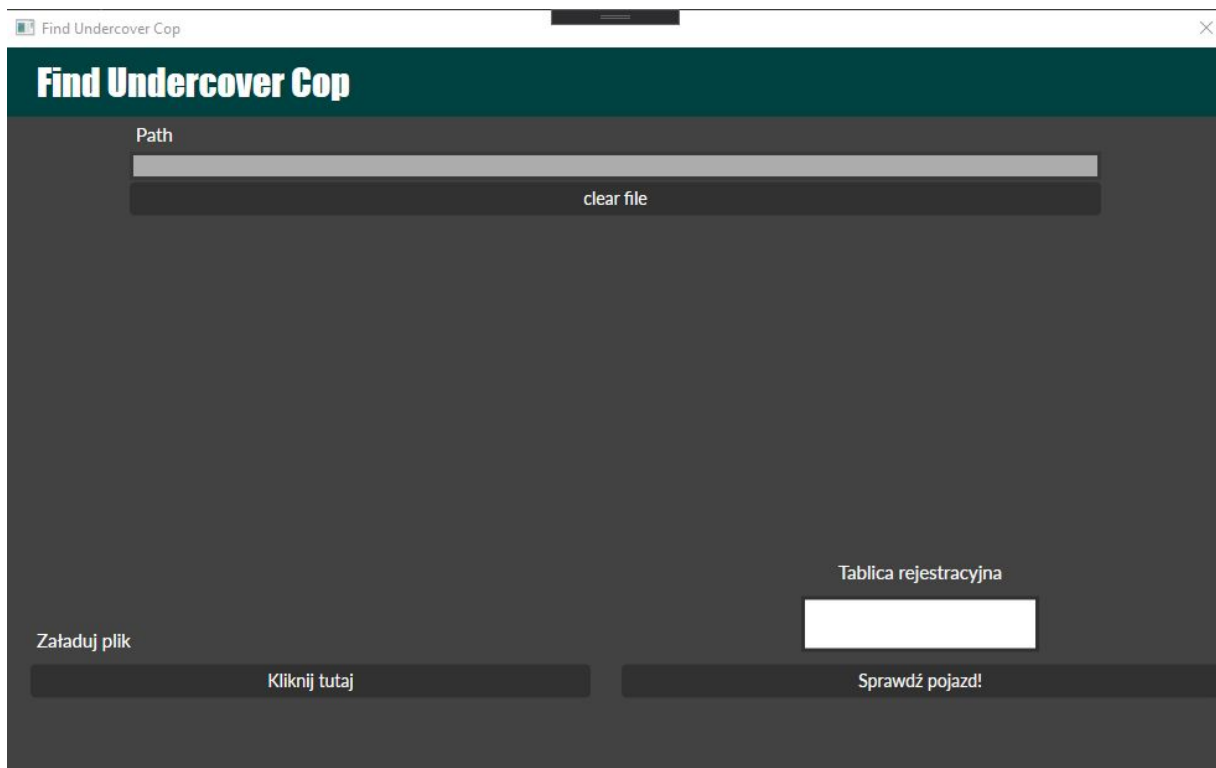 Find Undercover Cop
Find Undercover Cop
Path
clear file
Tablica rejestracyjna
Załaduj plik
Kliknij tutaj
Sprawdź pojazd!